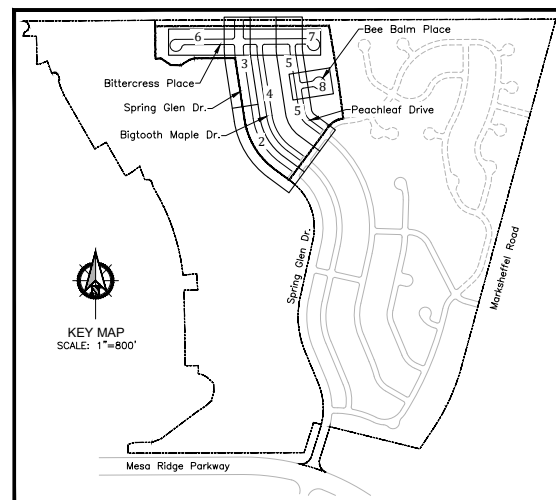 Bee Balm Place
6
7
3
5
Bittercress Place
8
4
Spring Glen Dr.
5
Peachleaf Drive
Bigtooth Maple Dr.
2
Spring Glen Dr.
Marksheffel Road
KEY MAP
SCALE: 1"=800'
Mesa Ridge Parkway